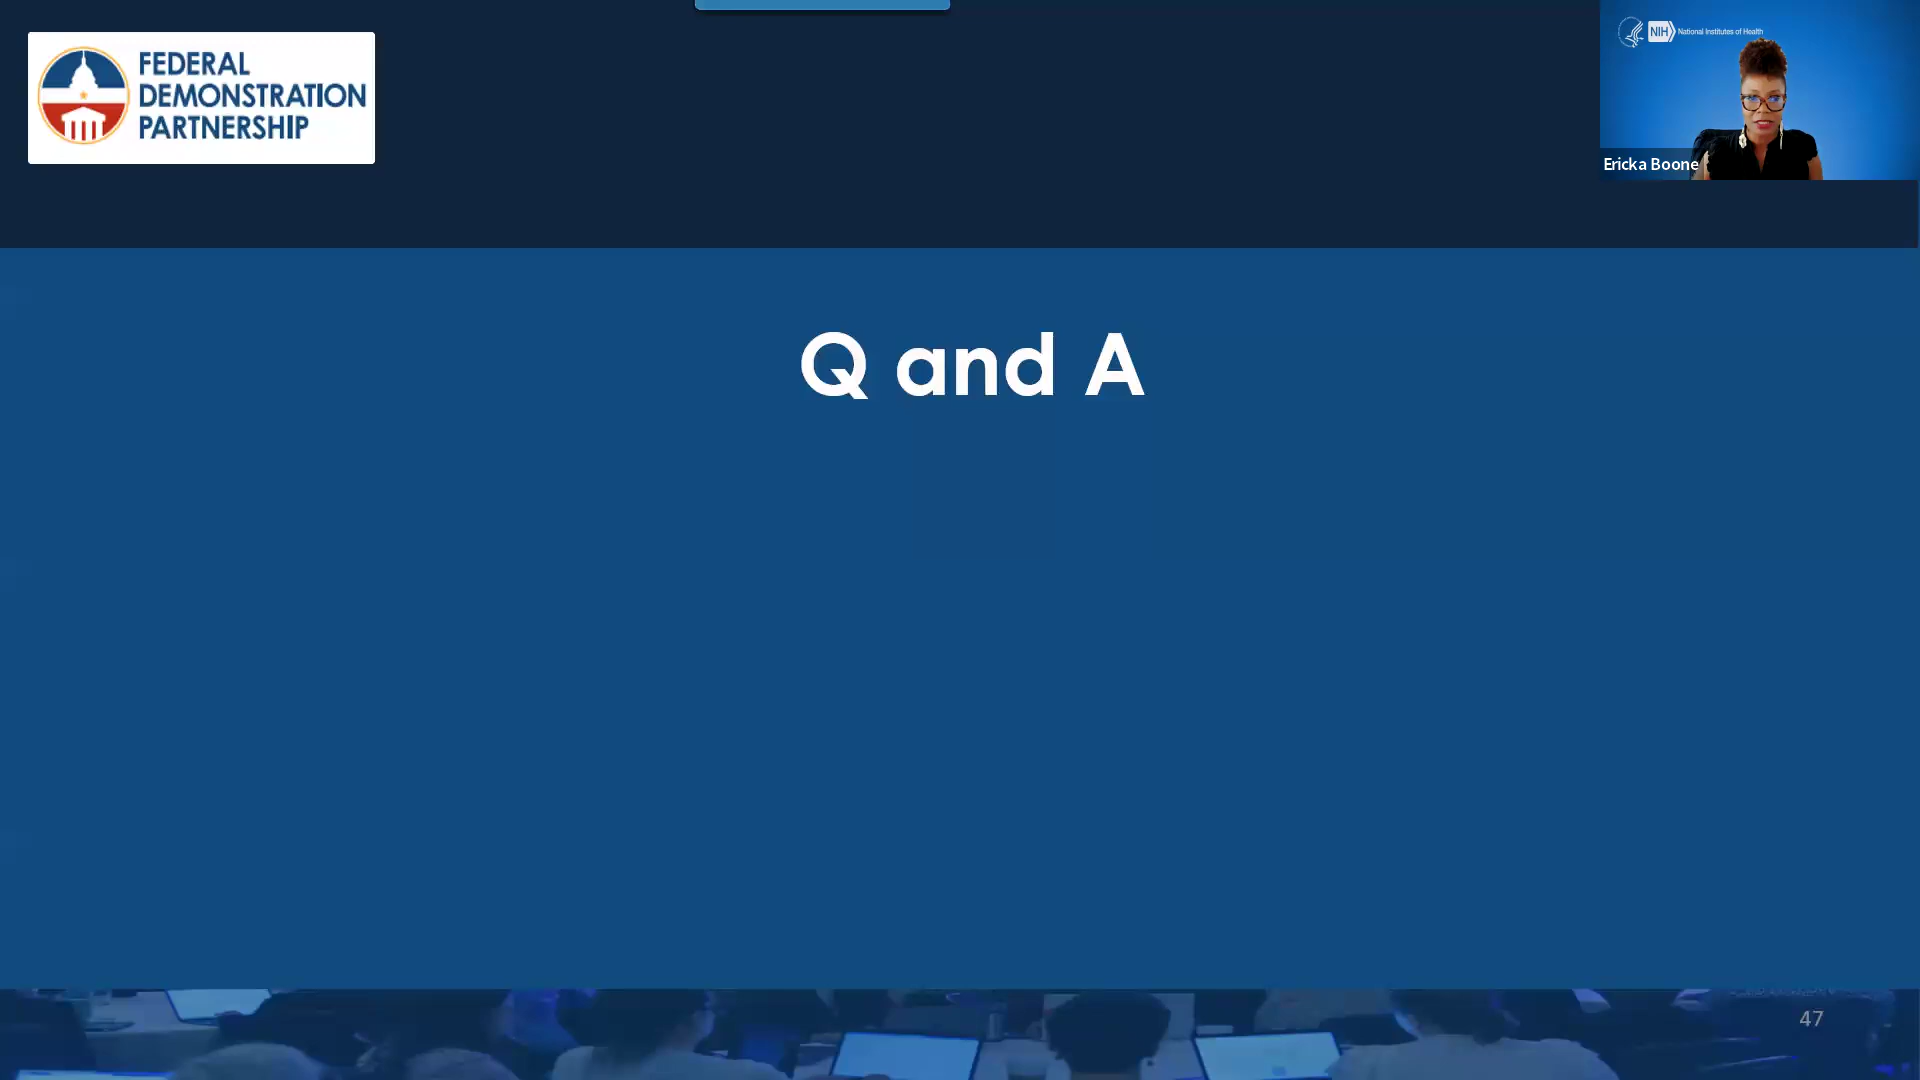 FEDERAL
DEMONSTRATION
PARTNERSHIP
NIH National Institutes of Health
Ericka Boone
Q and A
47